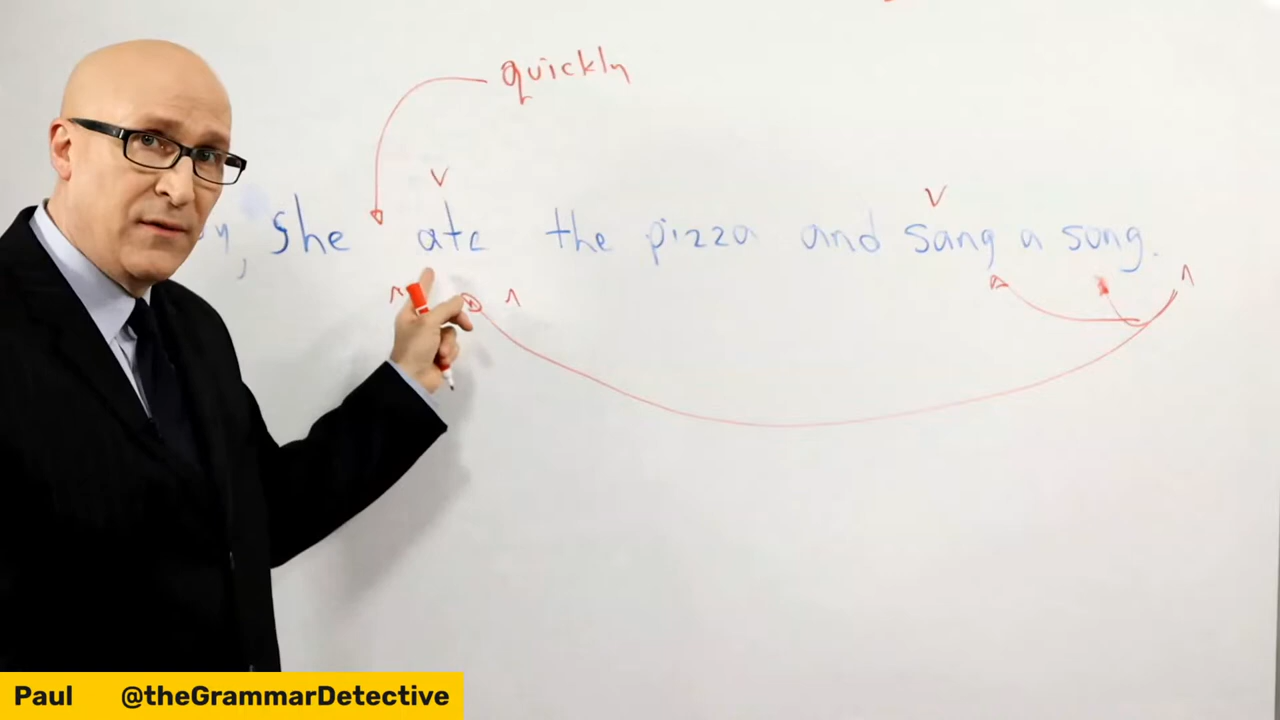 quickly
V
V
, She ate the pizza and sang a song.
^ ^ ^
Paul @theGrammarDetective